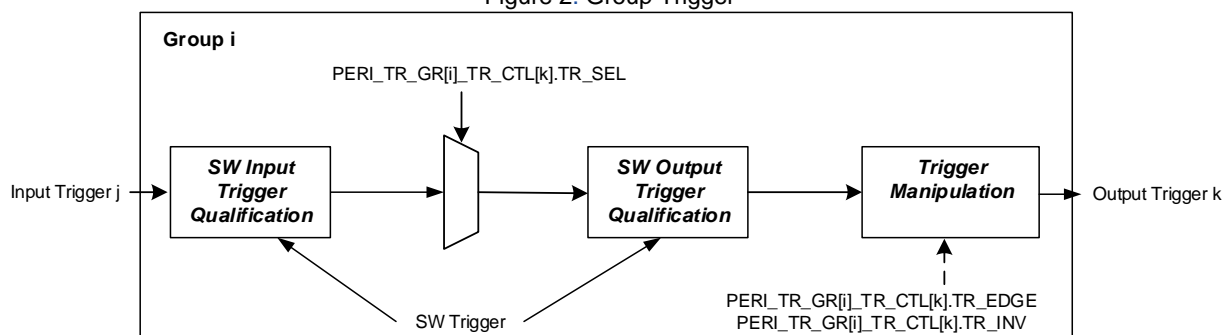 Figure 2. Group Trigger
Group i
PERI_TR_GR[i]_TR_CTL[k].TR_SEL
Input Trigger j
SW Input
Trigger
Qualification
SW Output
Trigger
Qualification
Trigger
Manipulation
Output Trigger k
SW Trigger
PERI_TR_GR[i]_TR_CTL[k].TR_EDGE
PERI_TR_GR[i]_TR_CTL[k].TR_INV